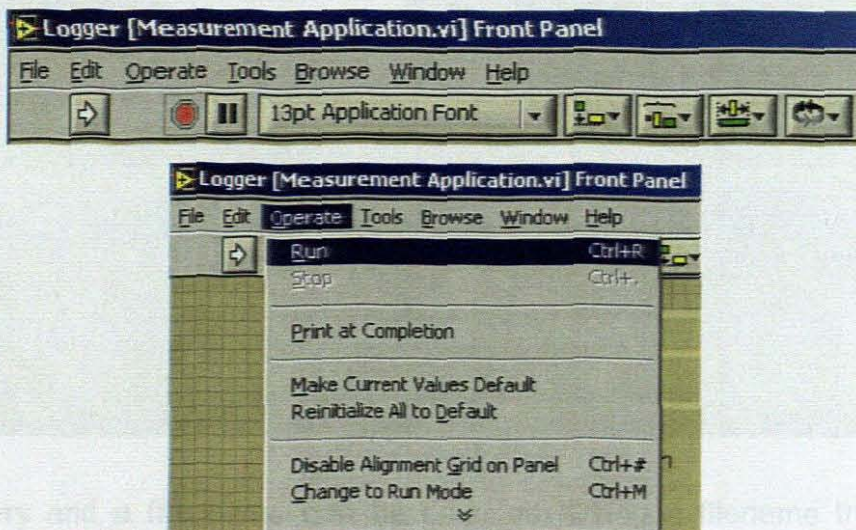 Logger [Measurement Application.vi] Front Panel
File Edit Operate Tools Browse Window Help
13pt Application Font
Logger [Measurement Application.vi] Front Panel
File Edit Operate Tools Browse Window Help
Run Ctrl+R
Stop Ctrl+.
Print at Completion
Make Current Values Default
Reinitialize All to Default
Disable Alignment Grid on Panel Ctrl+#
Change to Run Mode Ctrl+M